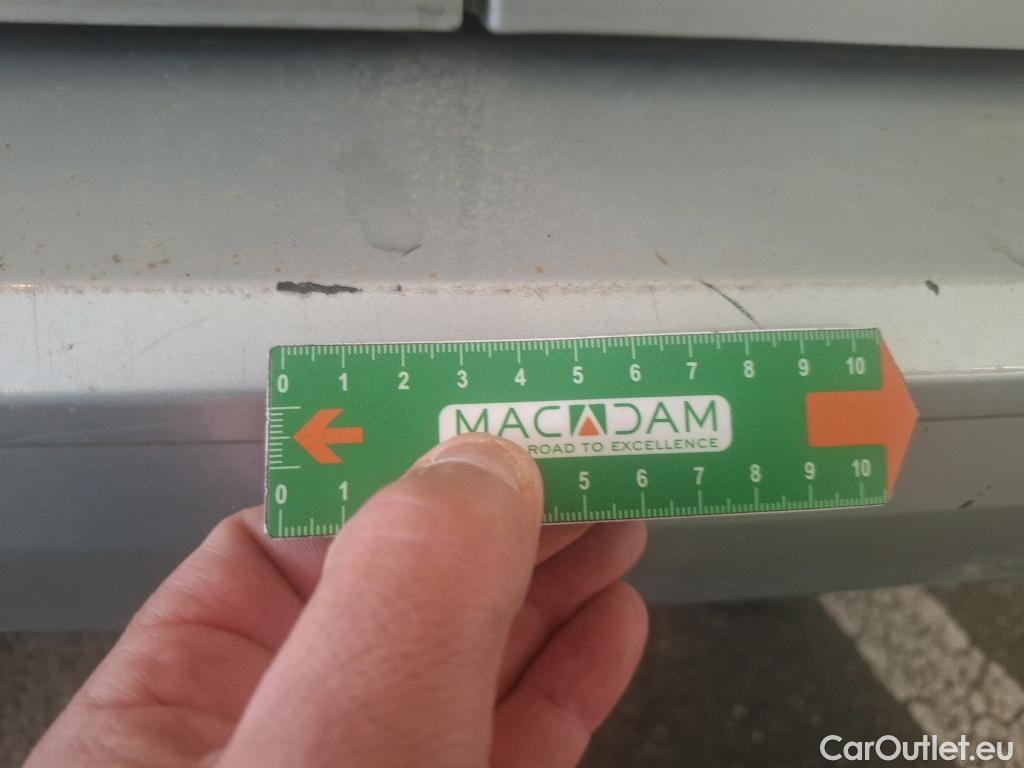 0 1 2 3 4 5 6 7 8 9 10
MACADAM
ROAD TO EXCELLENCE
0 1 5 6 7 8 9 10
CarOutlet.eu